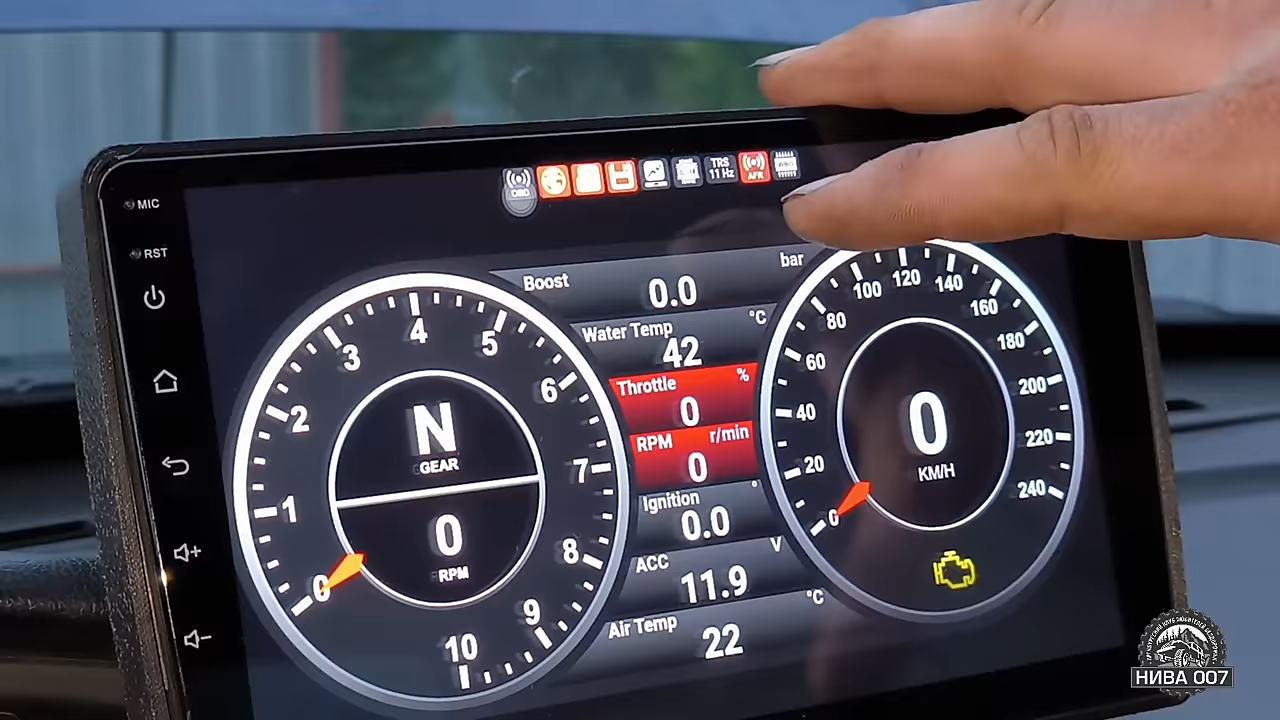 MIC
RST
OBD
TRS
11 Hz
AFR
Boost
bar
0.0
Water Temp
°C
42
Throttle
%
0
RPM
r/min
0
Ignition
°
0.0
ACC
V
11.9
Air Temp
°C
22
0
1
2
3
4
5
6
7
8
9
10
N
GEAR
0
RPM
0
20
40
60
80
100
120
140
160
180
200
220
240
0
KM/H
НИВА 007